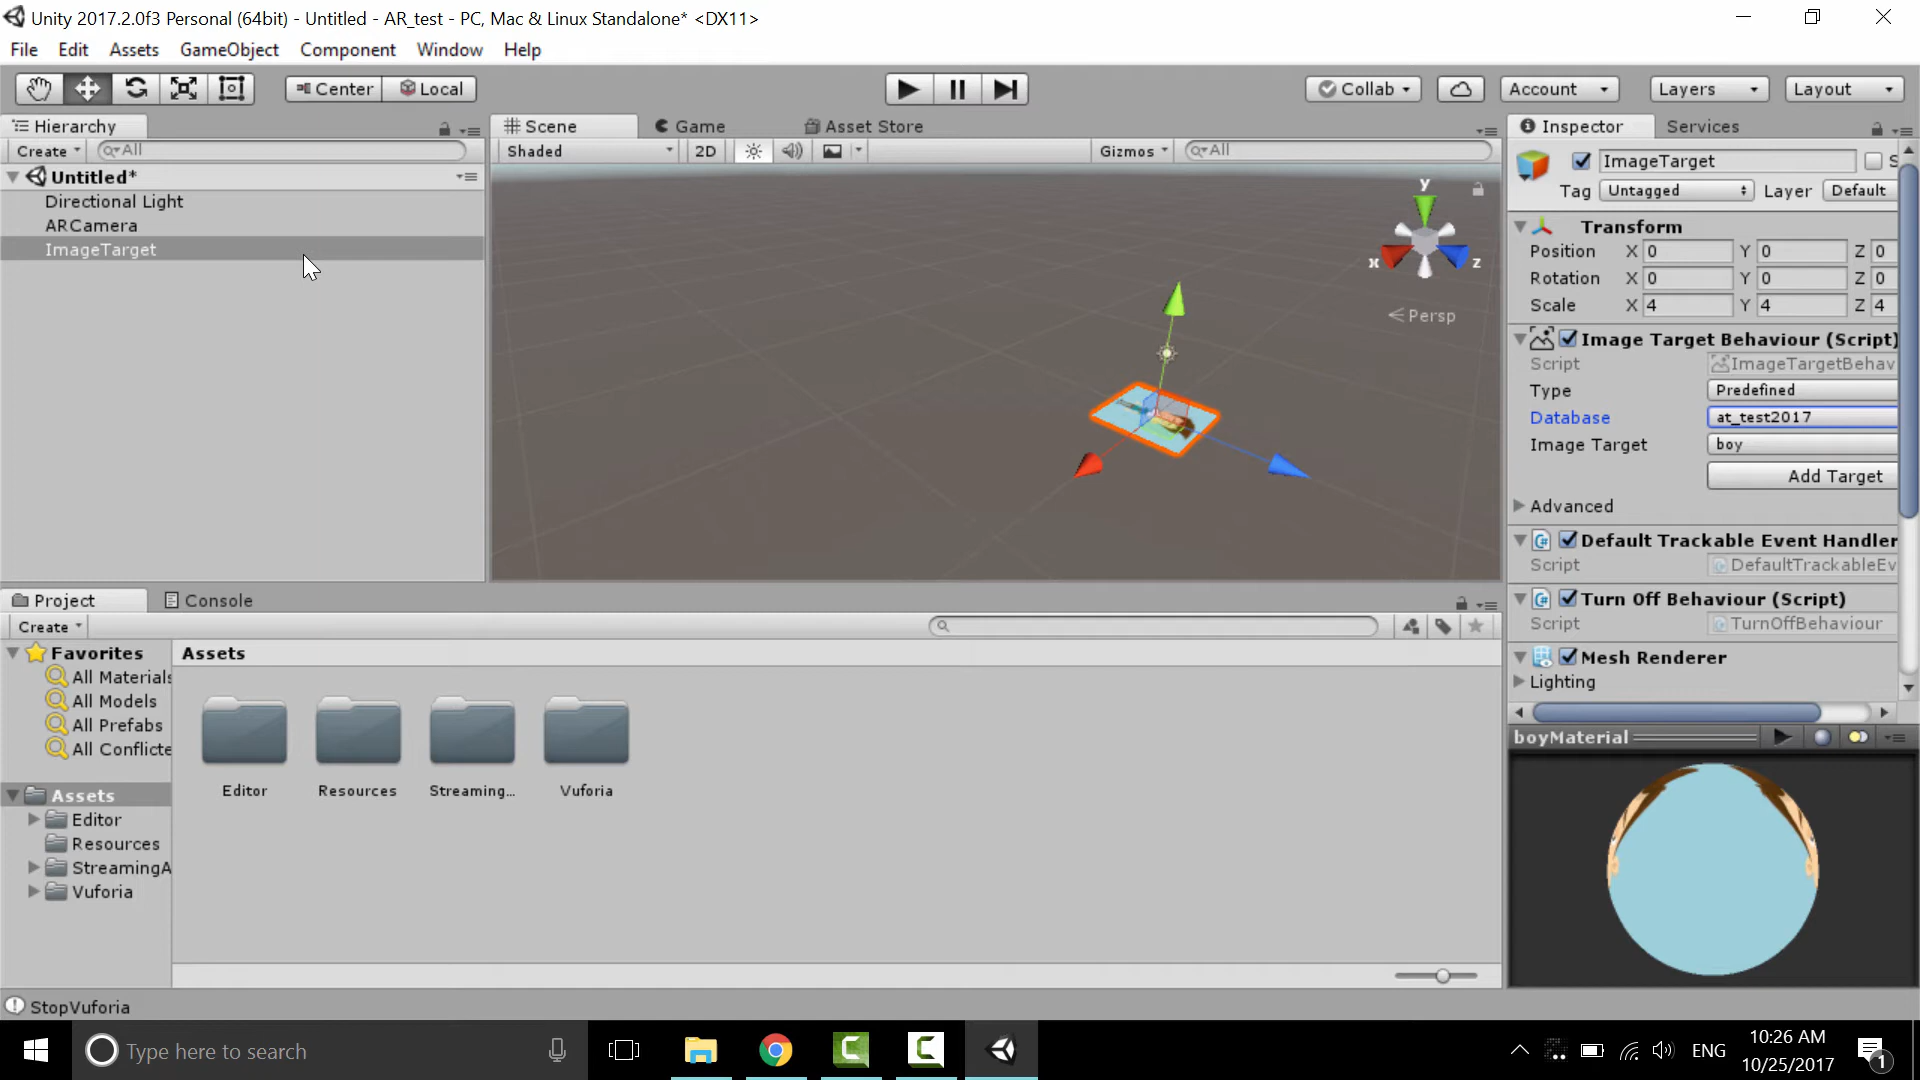 Unity 2017.2.0f3 Personal (64bit) - Untitled - AR_test - PC, Mac & Linux Standalone* <DX11>
File Edit Assets GameObject Component Window Help
Center Local Collab Account Layers Layout
Hierarchy
Create All
Untitled*
Directional Light
ARCamera
ImageTarget
Scene Game Asset Store
Shaded 2D Gizmos All
y
x z
Persp
Inspector Services
ImageTarget S
Tag Untagged Layer Default
Transform
Position X 0 Y 0 Z 0
Rotation X 0 Y 0 Z 0
Scale X 4 Y 4 Z 4
Image Target Behaviour (Script)
Script ImageTargetBehav
Type Predefined
Database at_test2017
Image Target boy
Add Target
Advanced
Default Trackable Event Handler
Script DefaultTrackableEv
Turn Off Behaviour (Script)
Script TurnOffBehaviour
Mesh Renderer
Lighting
boyMaterial
Project Console
Create
Favorites
All Materials
All Models
All Prefabs
All Conflicte
Assets
Editor
Resources
StreamingA
Vuforia
Assets
Editor Resources Streaming... Vuforia
StopVuforia
Type here to search
ENG
10:26 AM
10/25/2017
1